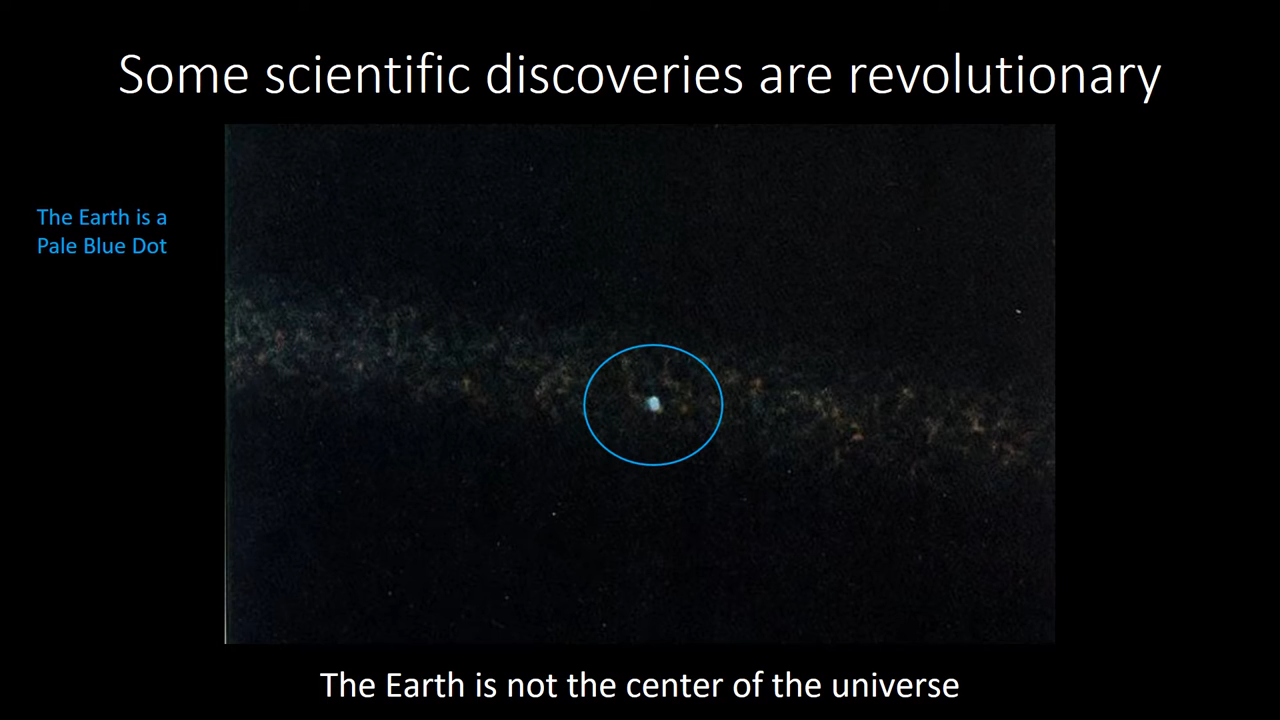 Some scientific discoveries are revolutionary
The Earth is a
Pale Blue Dot
The Earth is not the center of the universe